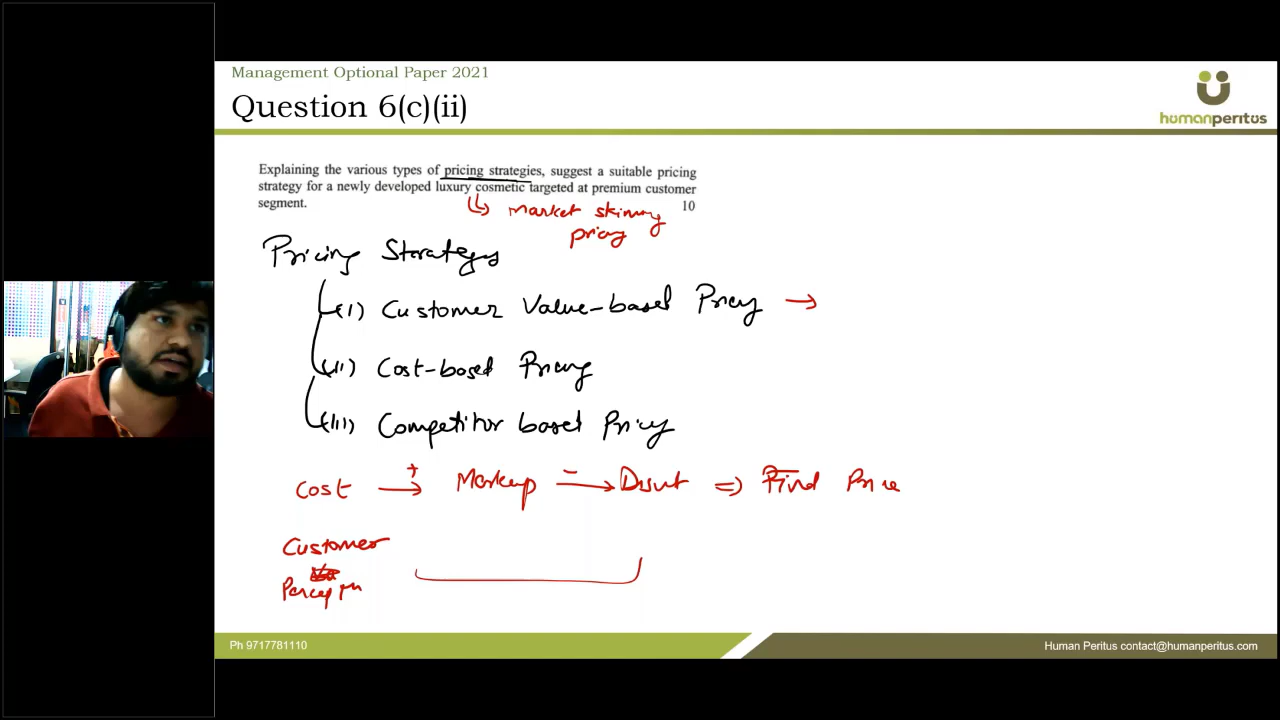 Management Optional Paper 2021
Question 6(c)(ii)
humanperitus
Explaining the various types of pricing strategies, suggest a suitable pricing
strategy for a newly developed luxury cosmetic targeted at premium customer
segment.
10
Market skimming
pricing
Pricing Strategy
(i) Customer Value-based Pricing →
(ii) Cost-based Pricing
(iii) Competitor based Pricing
Cost + → Markup - → ⇒ Price
Customer
Ph 9717781110
Human Peritus contact@humanperitus.com